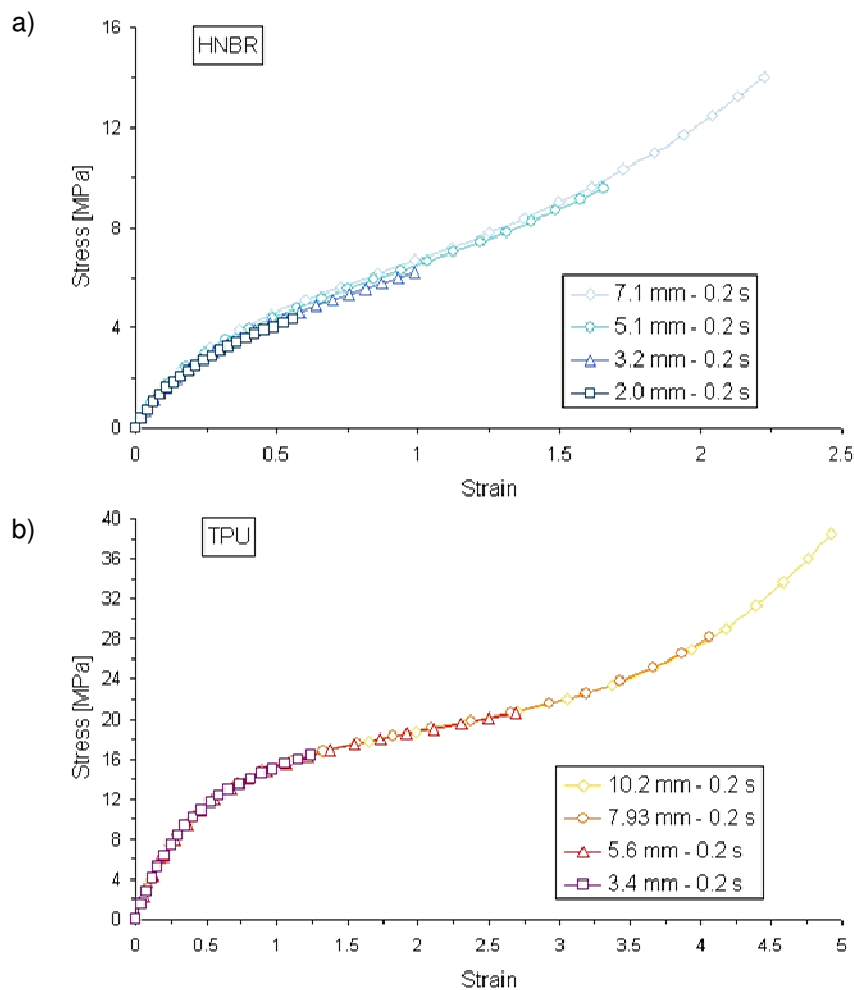 a)
HNBR
16
12
8
4
0
Stress [MPa]
0 0.5 1 1.5 2 2.5
Strain
7.1 mm - 0.2 s
5.1 mm - 0.2 s
3.2 mm - 0.2 s
2.0 mm - 0.2 s
b)
TPU
40
36
32
28
24
20
16
12
8
4
0
Stress [MPa]
0 0.5 1 1.5 2 2.5 3 3.5 4 4.5 5
Strain
10.2 mm - 0.2 s
7.93 mm - 0.2 s
5.6 mm - 0.2 s
3.4 mm - 0.2 s